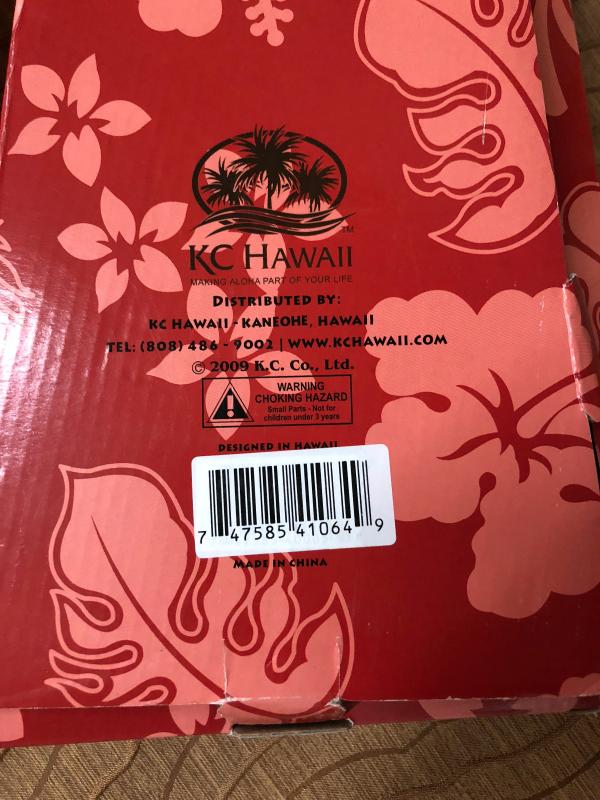 TM
KC HAWAII
MAKING ALOHA PART OF YOUR LIFE
DISTRIBUTED BY:
KC HAWAII - KANEOHE, HAWAII
TEL: (808) 486 - 9002 | WWW.KCHAWAII.COM
© 2009 K.C. Co., Ltd.
WARNING
CHOKING HAZARD
Small Parts - Not for
children under 3 years
DESIGNED IN HAWAII
7 47585 41064 9
MADE IN CHINA